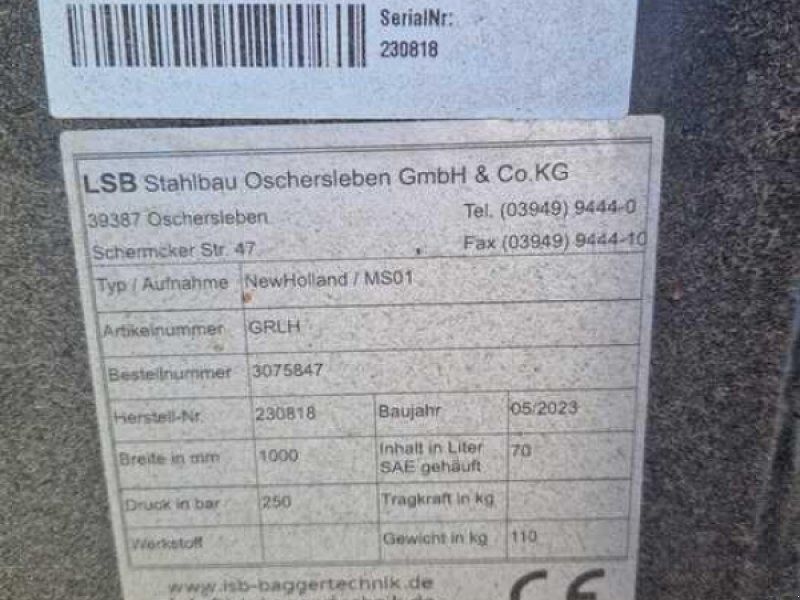 SerialNr:
230818
LSB Stahlbau Oschersleben GmbH & Co.KG
39387 Oschersleben Tel. (03949) 9444-0
Schermcker Str. 47 Fax (03949) 9444-10
Typ / Aufnahme NewHolland / MS01
Artikelnummer GRLH
Bestellnummer 3075847
Herstell-Nr. 230818 Baujahr 05/2023
Breite in mm 1000 Inhalt in Liter SAE gehäuft 70
Druck in bar 250 Tragkraft in kg
Werkstoff Gewicht in kg 110
www.lsb-baggertechnik.de
CE